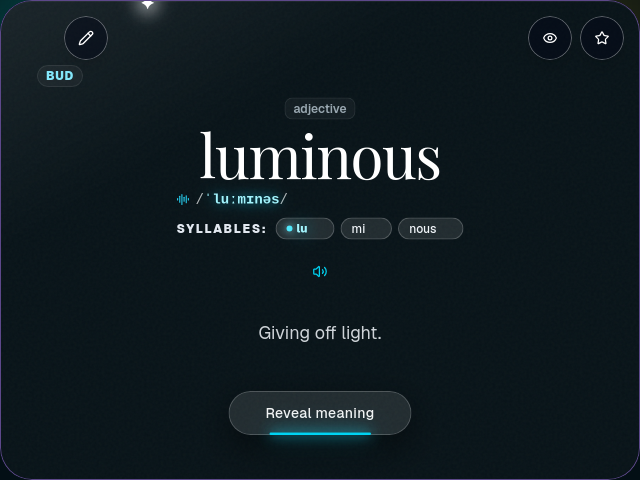 BUD
adjective
luminous
/ˈluːmɪnəs/
SYLLABLES: lu mi nous
Giving off light.
Reveal meaning